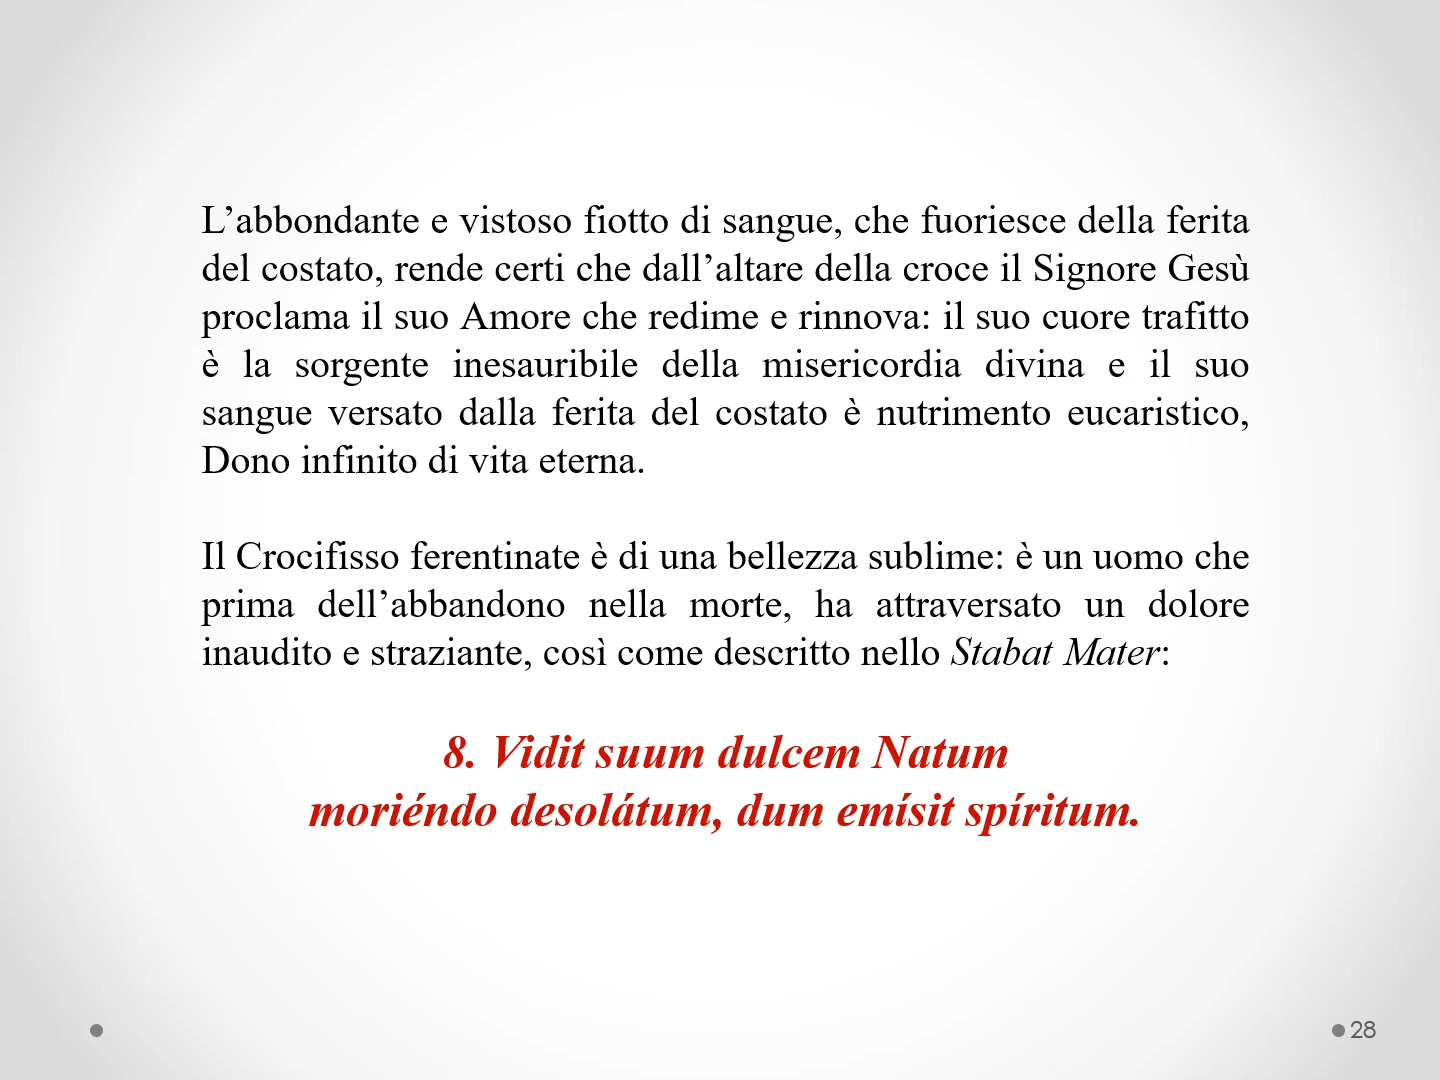 L’abbondante e vistoso fiotto di sangue, che fuoriesce della ferita
del costato, rende certi che dall’altare della croce il Signore Gesù
proclama il suo Amore che redime e rinnova: il suo cuore trafitto
è la sorgente inesauribile della misericordia divina e il suo
sangue versato dalla ferita del costato è nutrimento eucaristico,
Dono infinito di vita eterna.
Il Crocifisso ferentinate è di una bellezza sublime: è un uomo che
prima dell’abbandono nella morte, ha attraversato un dolore
inaudito e straziante, così come descritto nello Stabat Mater:
8. Vidit suum dulcem Natum
moriéndo desolátum, dum emísit spíritum.
28